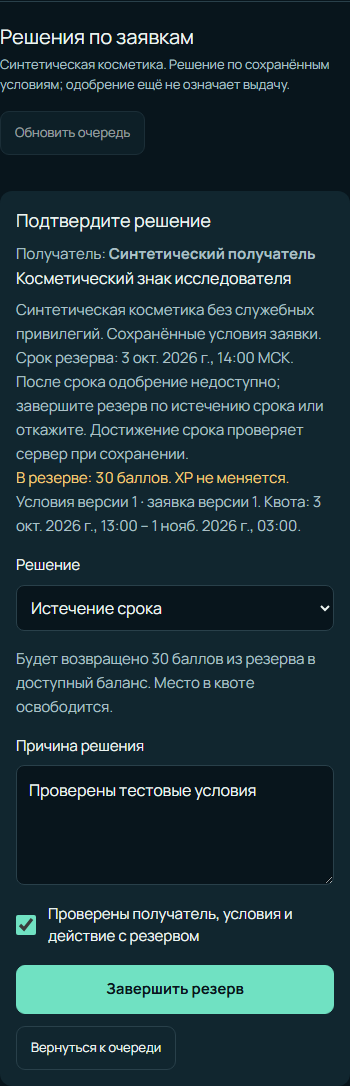 Решения по заявкам
Синтетическая косметика. Решение по сохранённым
условиям; одобрение ещё не означает выдачу.
Обновить очередь
Подтвердите решение
Получатель: Синтетический получатель
Косметический знак исследователя
Синтетическая косметика без служебных
привилегий. Сохранённые условия заявки.
Срок резерва: 3 окт. 2026 г., 14:00 МСК.
После срока одобрение недоступно;
завершите резерв по истечению срока или
откажите. Достижение срока проверяет
сервер при сохранении.
В резерве: 30 баллов. XP не меняется.
Условия версии 1 · заявка версии 1. Квота: 3
окт. 2026 г., 13:00 – 1 нояб. 2026 г., 03:00.
Решение
Истечение срока
Будет возвращено 30 баллов из резерва в
доступный баланс. Место в квоте
освободится.
Причина решения
Проверены тестовые условия
Проверены получатель, условия и
действие с резервом
Завершить резерв
Вернуться к очереди